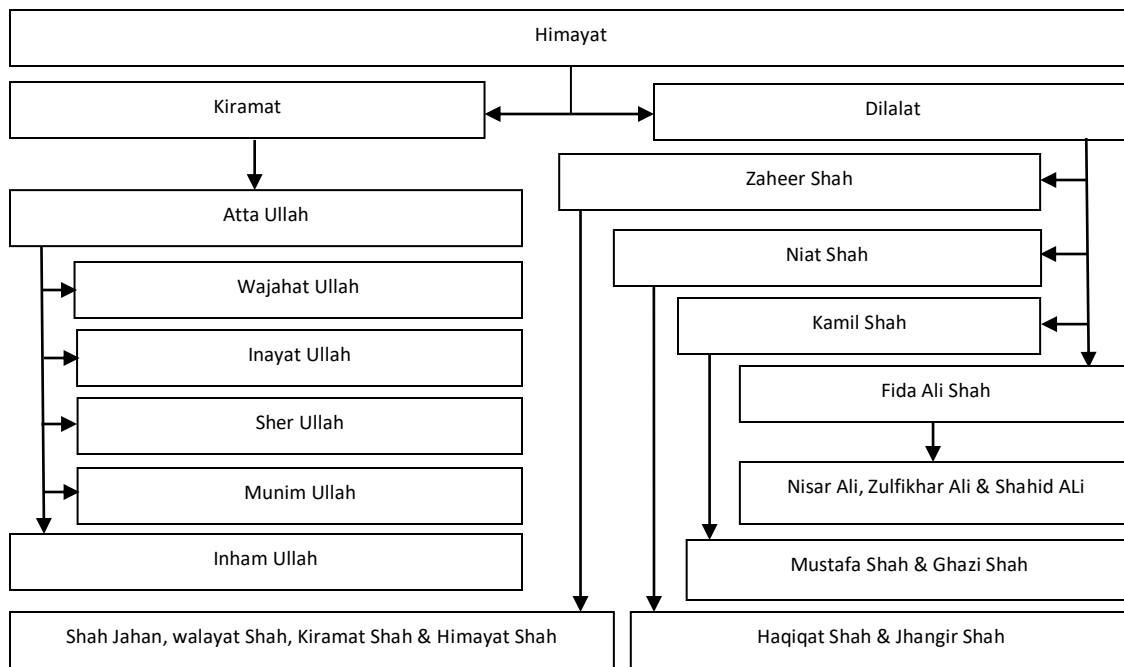 Himayat
Kiramat
Dilalat
Zaheer Shah
Atta Ullah
Niat Shah
Wajahat Ullah
Kamil Shah
Inayat Ullah
Fida Ali Shah
Sher Ullah
Munim Ullah
Nisar Ali, Zulfikhar Ali & Shahid ALi
Inham Ullah
Mustafa Shah & Ghazi Shah
Shah Jahan, walayat Shah, Kiramat Shah & Himayat Shah
Haqiqat Shah & Jhangir Shah